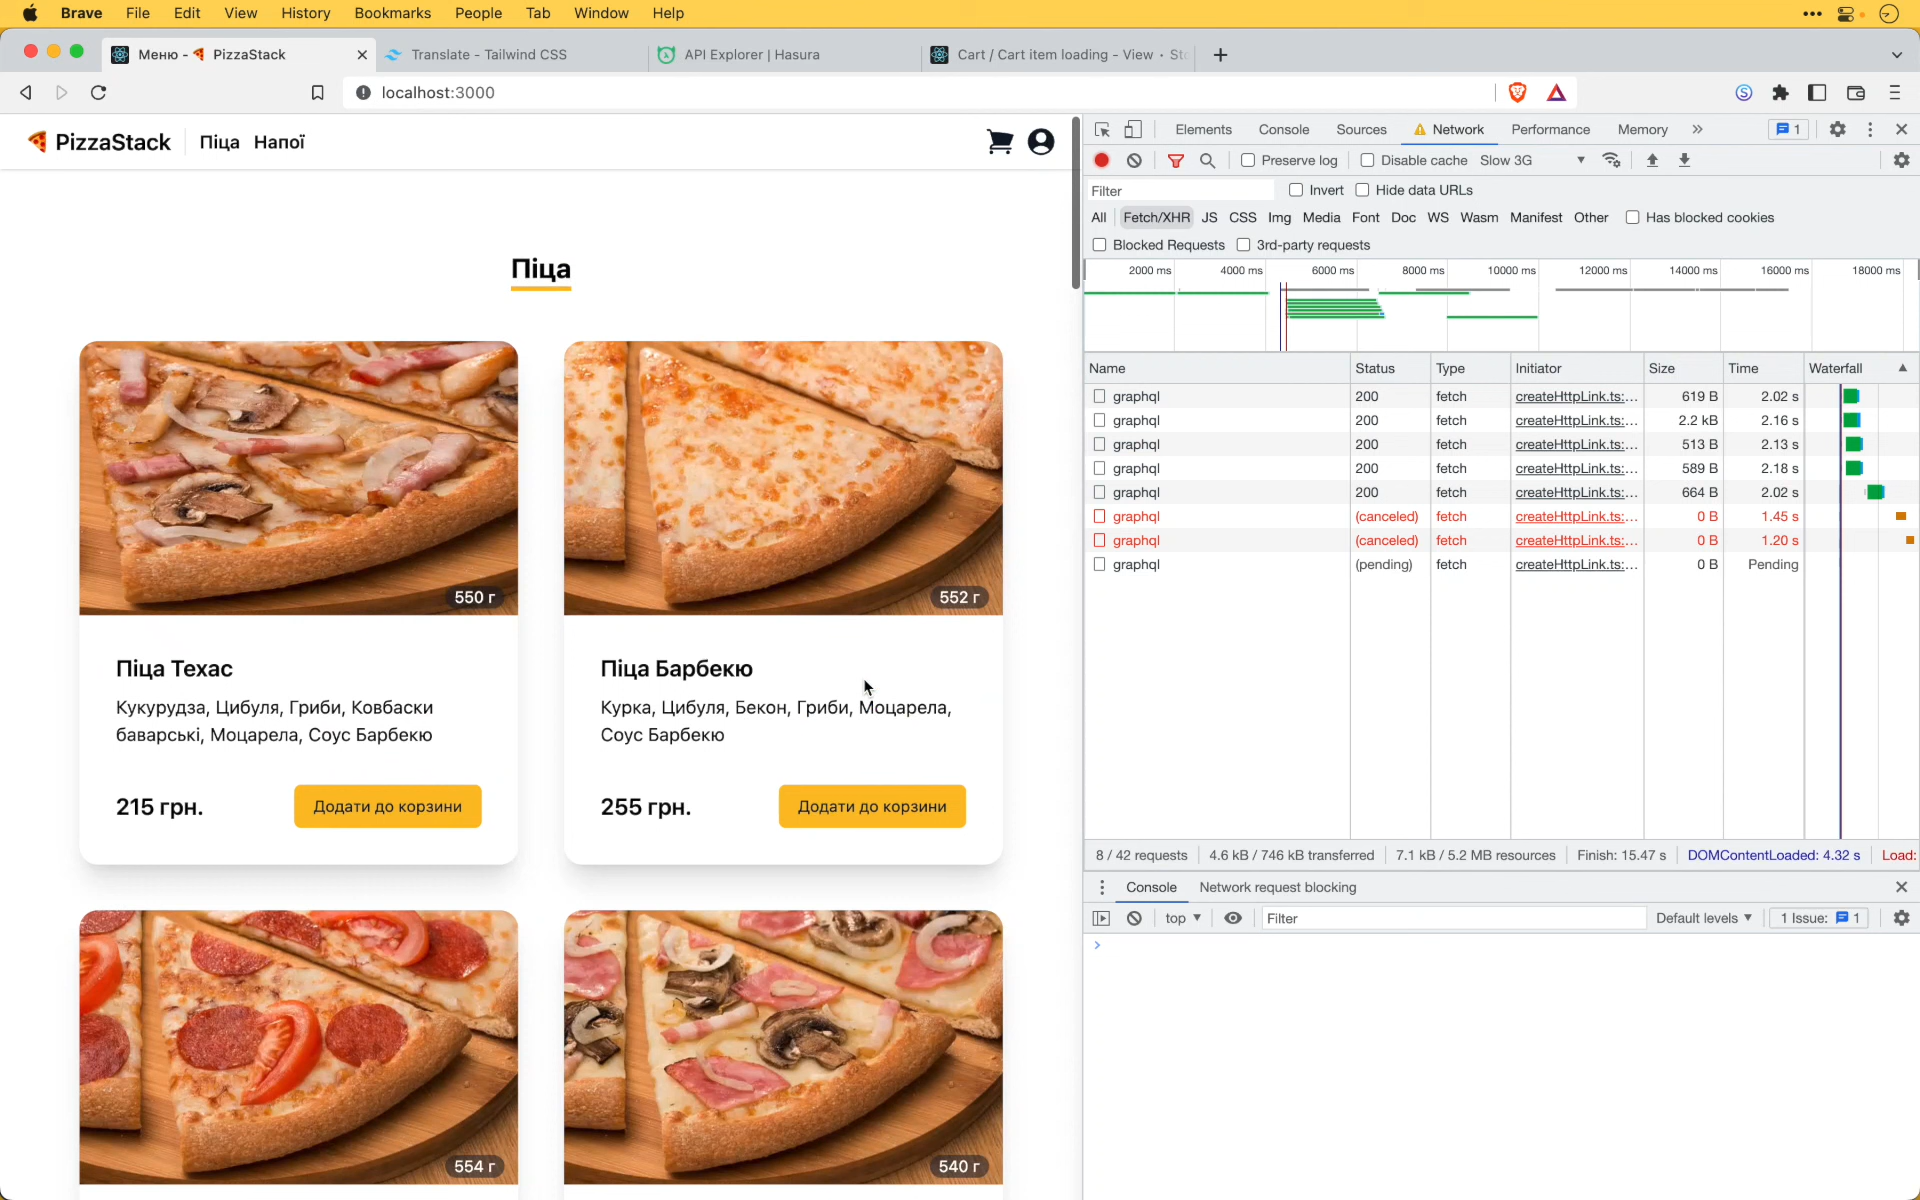 Brave File Edit View History Bookmarks People Tab Window Help
Меню - PizzaStack
Translate - Tailwind CSS
API Explorer | Hasura
Cart / Cart item loading - View · Sto
localhost:3000
PizzaStack Піца Напої
Піца
550 г
Піца Техас
Кукурудза, Цибуля, Гриби, Ковбаски
баварські, Моцарела, Соус Барбекю
215 грн. Додати до корзини
552 г
Піца Барбекю
Курка, Цибуля, Бекон, Гриби, Моцарела,
Соус Барбекю
255 грн. Додати до корзини
554 г
540 г
Elements Console Sources Network Performance Memory » 1
Preserve log Disable cache Slow 3G
Filter Invert Hide data URLs
All Fetch/XHR JS CSS Img Media Font Doc WS Wasm Manifest Other Has blocked cookies
Blocked Requests 3rd-party requests
2000 ms 4000 ms 6000 ms 8000 ms 10000 ms 12000 ms 14000 ms 16000 ms 18000 ms
Name Status Type Initiator Size Time Waterfall
graphql 200 fetch createHttpLink.ts:... 619 B 2.02 s
graphql 200 fetch createHttpLink.ts:... 2.2 kB 2.16 s
graphql 200 fetch createHttpLink.ts:... 513 B 2.13 s
graphql 200 fetch createHttpLink.ts:... 589 B 2.18 s
graphql 200 fetch createHttpLink.ts:... 664 B 2.02 s
graphql (canceled) fetch createHttpLink.ts:... 0 B 1.45 s
graphql (canceled) fetch createHttpLink.ts:... 0 B 1.20 s
graphql (pending) fetch createHttpLink.ts:... 0 B Pending
8 / 42 requests 4.6 kB / 746 kB transferred 7.1 kB / 5.2 MB resources Finish: 15.47 s DOMContentLoaded: 4.32 s Load:
Console Network request blocking
top Filter Default levels 1 Issue: 1